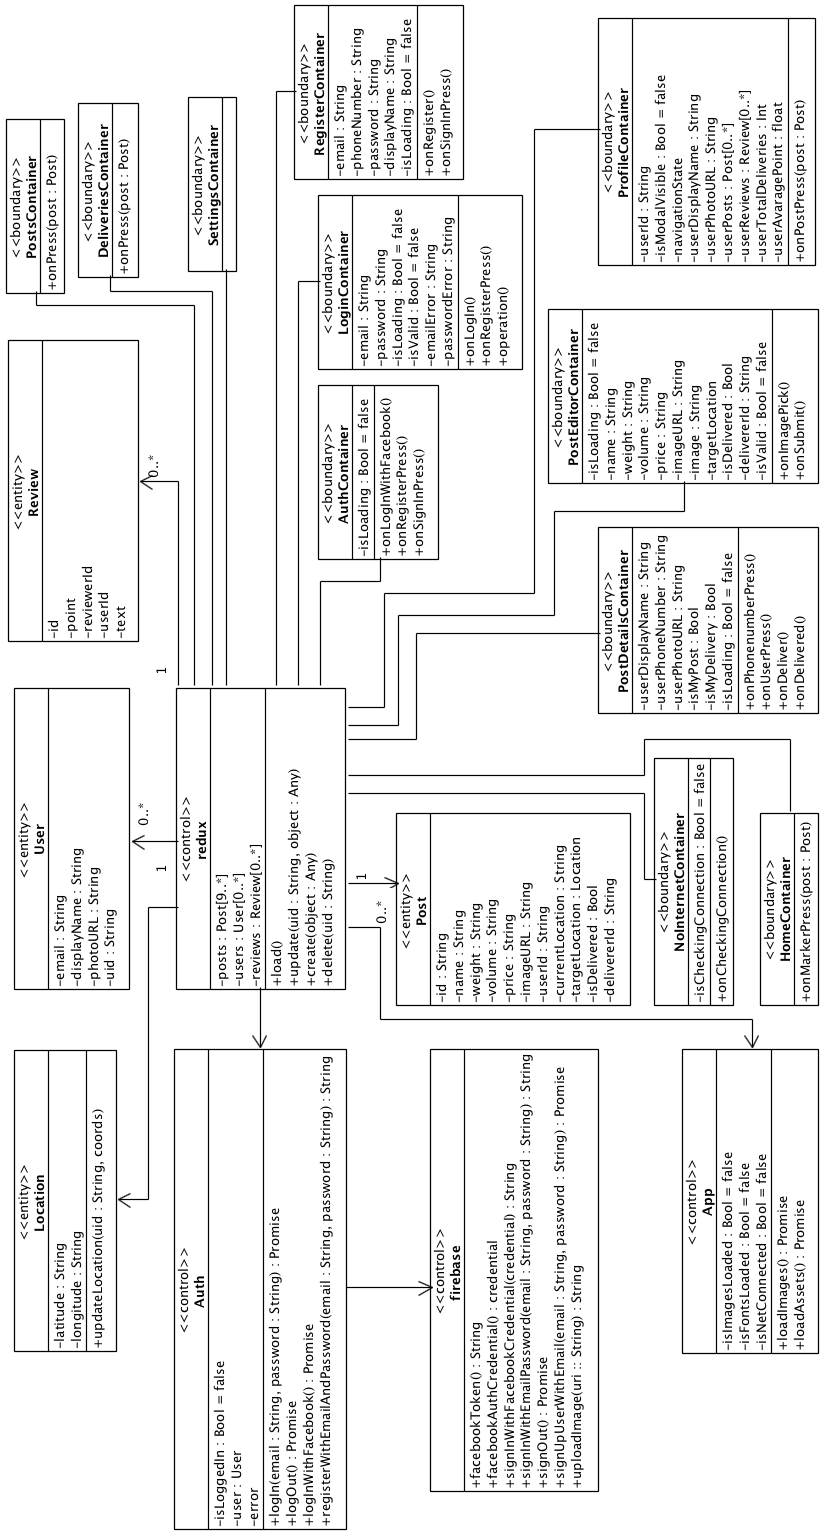 <<entity>>
Location
-latitude : String
-longitude : String
+updateLocation(uid : String, coords)
<<entity>>
User
-email : String
-displayName : String
-photoURL : String
-uid : String
<<entity>>
Review
-id
-point
-reviewerId
-userId
-text
<<boundary>>
PostsContainer
+onPress(post : Post)
<<boundary>>
DeliveriesContainer
+onPress(post : Post)
<<boundary>>
SettingsContainer
0..*
1
0..*
1
<<control>>
Auth
-isLoggedIn : Bool = false
-user : User
-error
+logIn(email : String, password : String) : Promise
+logOut() : Promise
+logInWithFacebook() : Promise
+registerWithEmailAndPassword(email : String, password : String) : String
<<control>>
redux
-posts : Post[9..*]
-users : User[0..*]
-reviews : Review[0..*]
+load()
+update(uid : String, object : Any)
+create(object : Any)
+delete(uid : String)
<<boundary>>
RegisterContainer
-email : String
-phoneNumber : String
-password : String
-displayName : String
-isLoading : Bool = false
+onRegister()
+onSignInPress()
<<boundary>>
LoginContainer
-email : String
-password : String
-isLoading : Bool = false
-isValid : Bool = false
-emailError : String
-passwordError : String
+onLogIn()
+onRegisterPress()
+operation()
<<boundary>>
AuthContainer
-isLoading : Bool = false
+onLogInWithFacebook()
+onRegisterPress()
+onSignInPress()
1
0..*
<<entity>>
Post
-id : String
-name : String
-weight : String
-volume : String
-price : String
-imageURL : String
-userId : String
-currentLocation : String
-targetLocation : Location
-isDelivered : Bool
-delivererId : String
<<control>>
firebase
+facebookToken() : String
+facebookAuthCredential() : credential
+signInWithFacebookCredential(credential) : String
+signInWithEmailPassword(email : String, password : String) : String
+signOut() : Promise
+signUpUserWithEmail(email : String, password : String) : Promise
+uploadImage(uri :: String) : String
<<boundary>>
PostEditorContainer
-isLoading : Bool = false
-name : String
-weight : String
-volume : String
-price : String
-imageURL : String
-image : String
-targetLocation
-isDelivered : Bool
-delivererId : String
-isValid : Bool = false
+onImagePick()
+onSubmit()
<<boundary>>
PostDetailsContainer
-userDisplayName : String
-userPhoneNumber : String
-userPhotoURL : String
-isMyPost : Bool
-isMyDelivery : Bool
-isLoading : Bool = false
+onPhonenumberPress()
+onUserPress()
+onDeliver()
+onDelivered()
<<boundary>>
ProfileContainer
-userId : String
-isModalVisible : Bool = false
-navigationState
-userDisplayName : String
-userPhotoURL : String
-userPosts : Post[0..*]
-userReviews : Review[0..*]
-userTotalDeliveries : Int
-userAvaragePoint : float
+onPostPress(post : Post)
<<boundary>>
NoInternetContainer
-isCheckingConnection : Bool = false
+onCheckingConnection()
<<control>>
App
-isImagesLoaded : Bool = false
-isFontsLoaded : Bool = false
-isNetConnected : Bool = false
+loadImages() : Promise
+loadAssets() : Promise
<<boundary>>
HomeContainer
+onMarkerPress(post : Post)